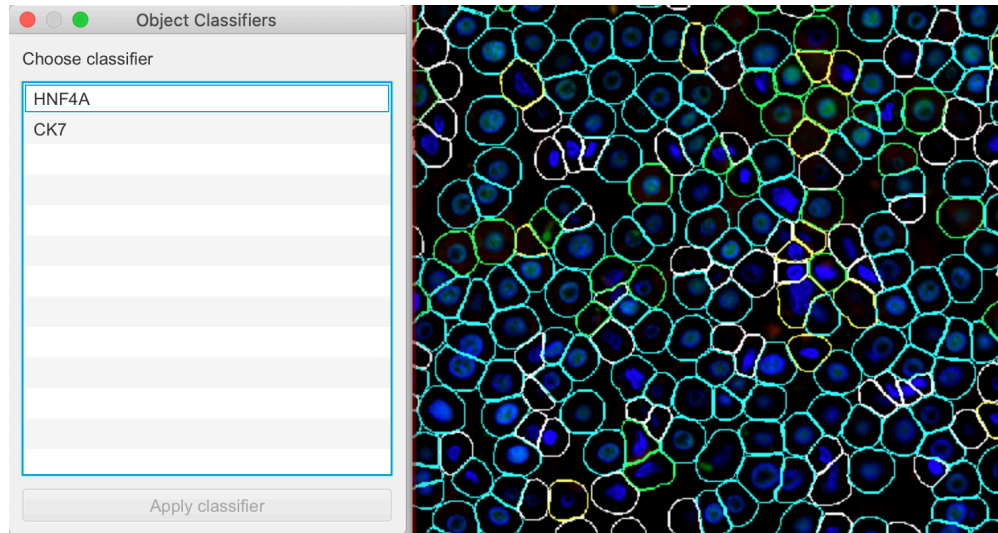 Object Classifiers
Choose classifier
HNF4A
CK7
Apply classifier